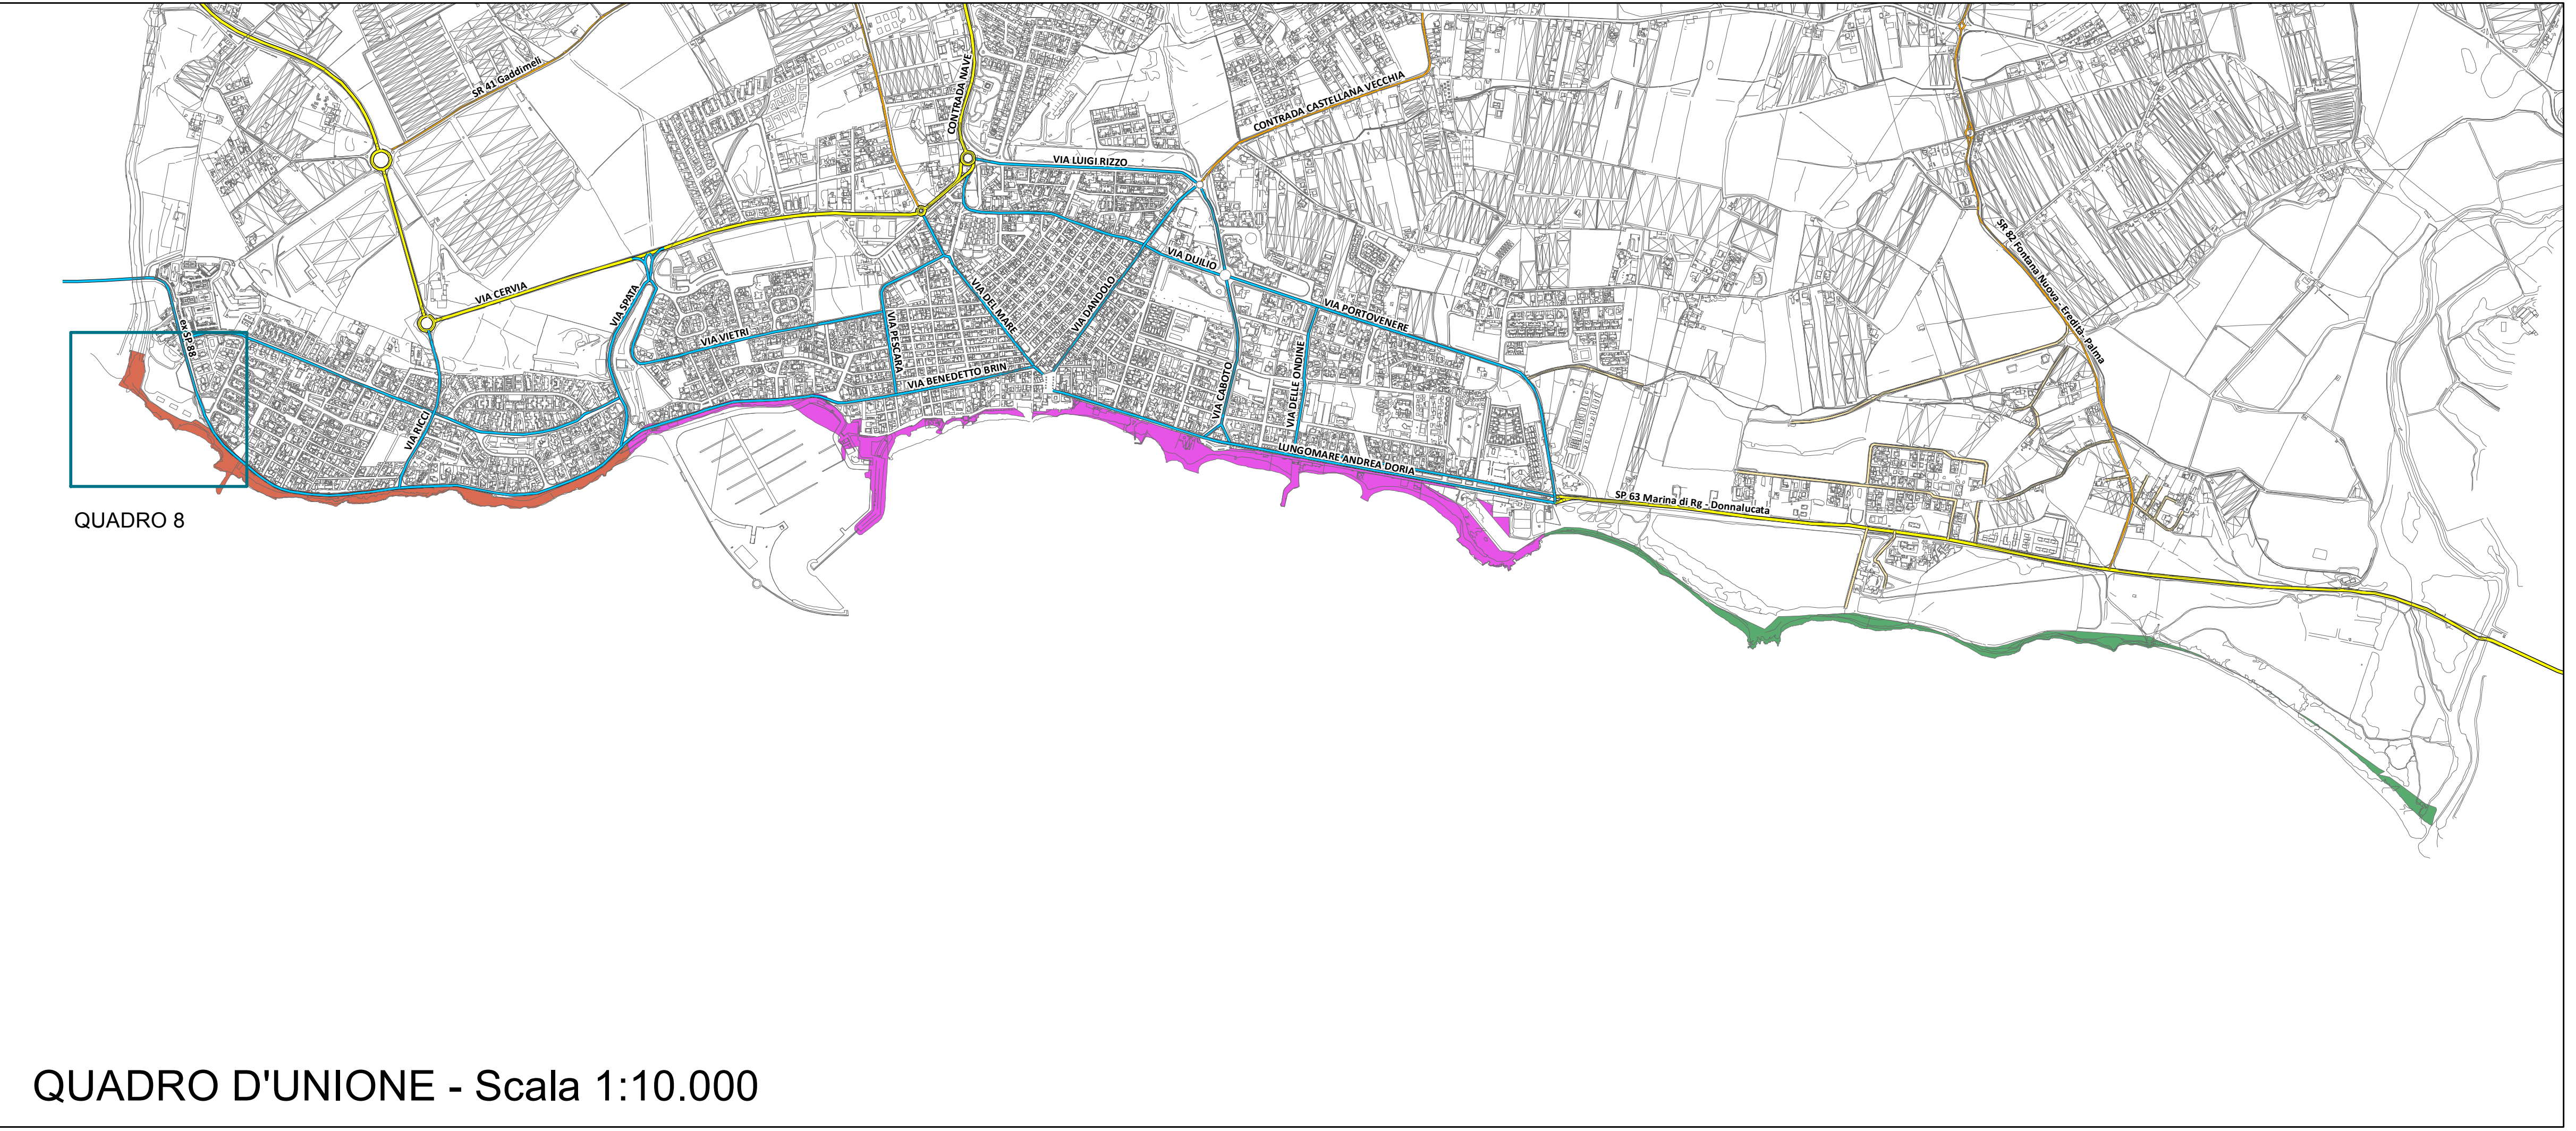 SR 41 Gaddimeli
CONTRADA NAVE
CONTRADA CASTELLANA VECCHIA
VIA LUIGI RIZZO
SR 82 Fontana Nuova - Eredità - Palma
VIA DUILIO
VIA CERVIA
VIA SPATA
VIA DEL MARE
VIA DANDOLO
VIA PORTOVENERE
ex SP 88
VIA VIETRI
VIA PESCARA
VIA DELLE ONDINE
VIA BENEDETTO BRIN
VIA CABOTO
VIA RICCI
LUNGOMARE ANDREA DORIA
SP 63 Marina di Rg - Donnalucata
QUADRO 8
QUADRO D'UNIONE - Scala 1:10.000